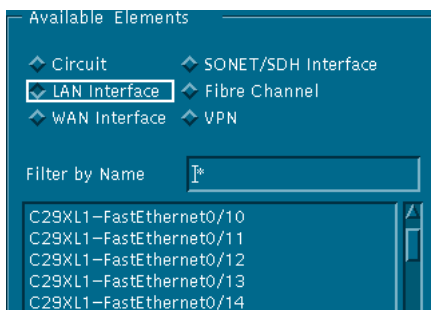 Available Elements
Circuit SONET/SDH Interface
LAN Interface Fibre Channel
WAN Interface VPN
Filter by Name *
C29XL1-FastEthernet0/10
C29XL1-FastEthernet0/11
C29XL1-FastEthernet0/12
C29XL1-FastEthernet0/13
C29XL1-FastEthernet0/14